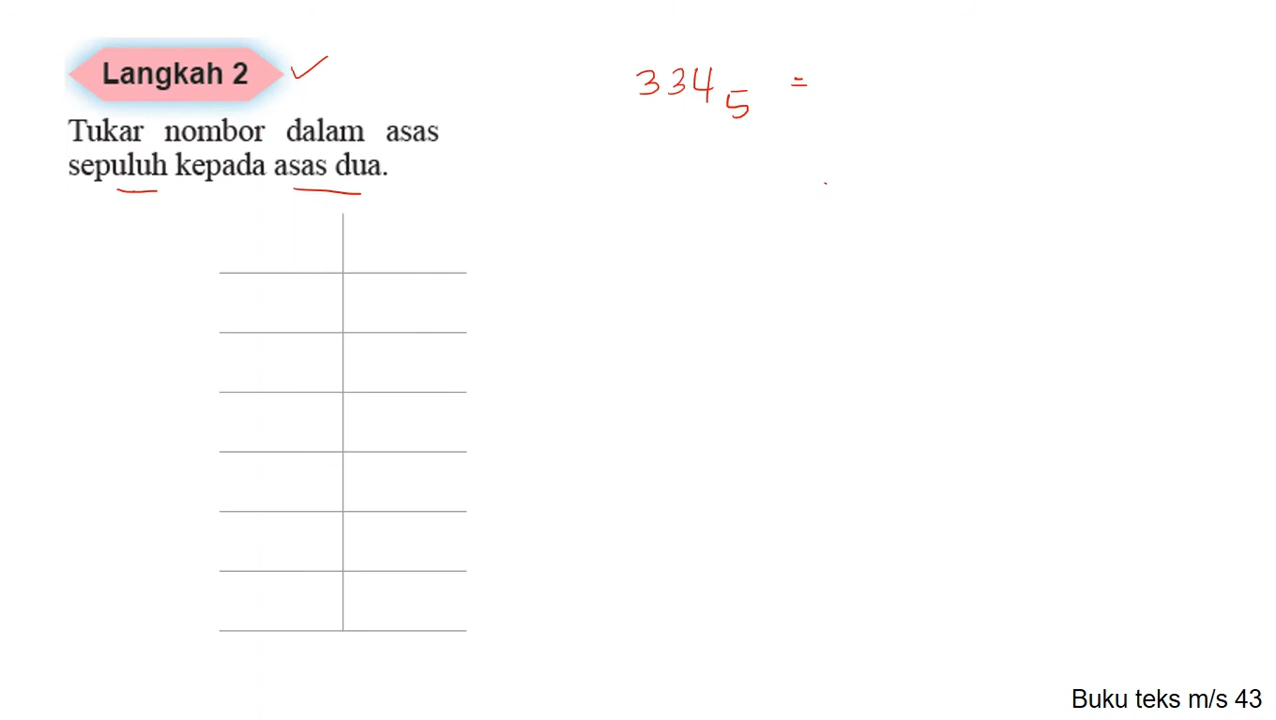 Langkah 2
Tukar nombor dalam asas
sepuluh kepada asas dua.
334₅ =
Buku teks m/s 43